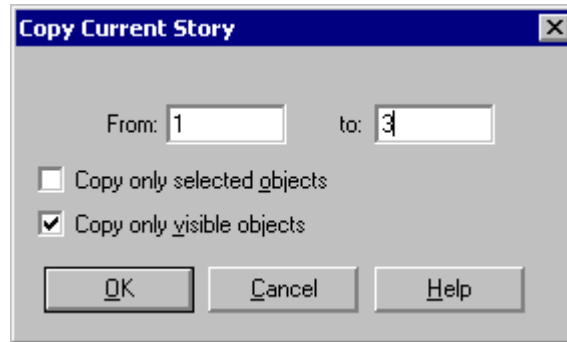 Copy Current Story
From: 1 to: 3
Copy only selected objects
Copy only visible objects
OK Cancel Help